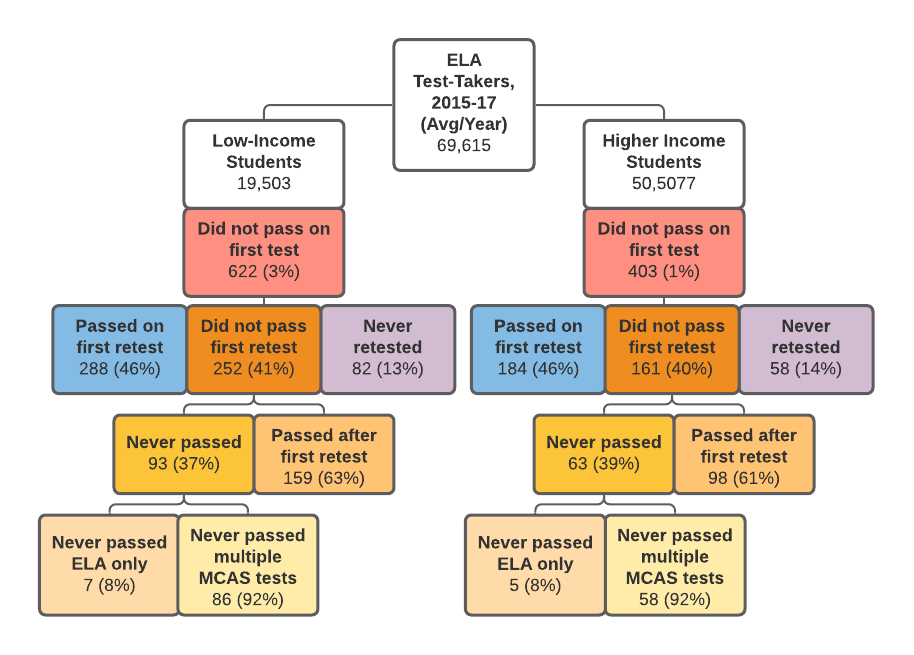 ELA
Test-Takers,
2015-17
(Avg/Year)
69,615
Low-Income
Students
19,503
Higher Income
Students
50,5077
Did not pass on
first test
622 (3%)
Did not pass on
first test
403 (1%)
Passed on
first retest
288 (46%)
Did not pass
first retest
252 (41%)
Never
retested
82 (13%)
Passed on
first retest
184 (46%)
Did not pass
first retest
161 (40%)
Never
retested
58 (14%)
Never passed
93 (37%)
Passed after
first retest
159 (63%)
Never passed
63 (39%)
Passed after
first retest
98 (61%)
Never passed
ELA only
7 (8%)
Never passed
multiple
MCAS tests
86 (92%)
Never passed
ELA only
5 (8%)
Never passed
multiple
MCAS tests
58 (92%)